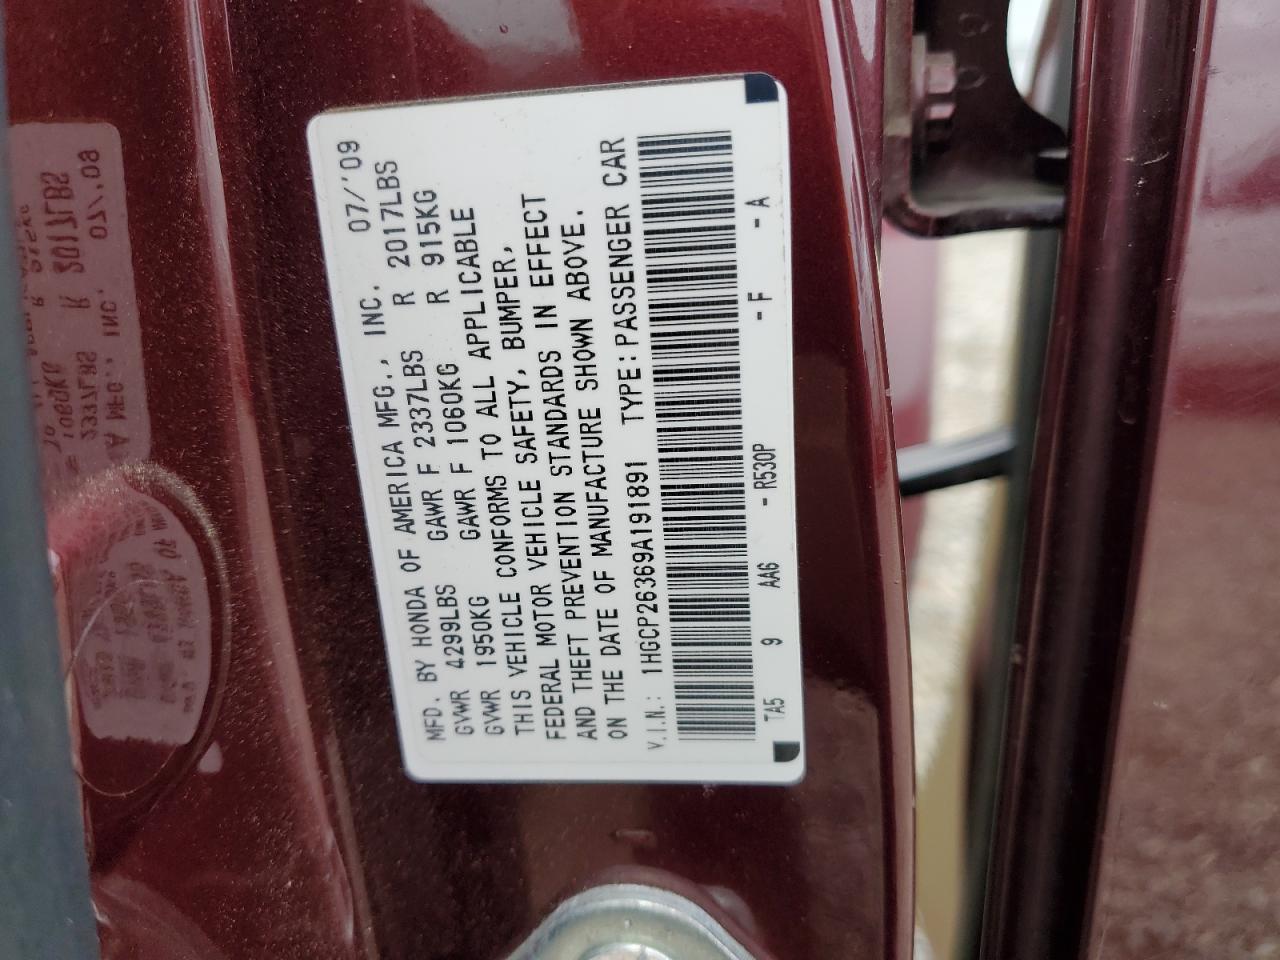 MFD. BY HONDA OF AMERICA MFG., INC. 07/'09
GVWR 4299LBS GAWR F 2337LBS R 2017LBS
GVWR 1950KG GAWR F 1060KG R 915KG
THIS VEHICLE CONFORMS TO ALL APPLICABLE
FEDERAL MOTOR VEHICLE SAFETY, BUMPER,
AND THEFT PREVENTION STANDARDS IN EFFECT
ON THE DATE OF MANUFACTURE SHOWN ABOVE.
V.I.N.: 1HGCP26369A191891 TYPE:PASSENGER CAR
TA5 9 AAG - R530P - F - A